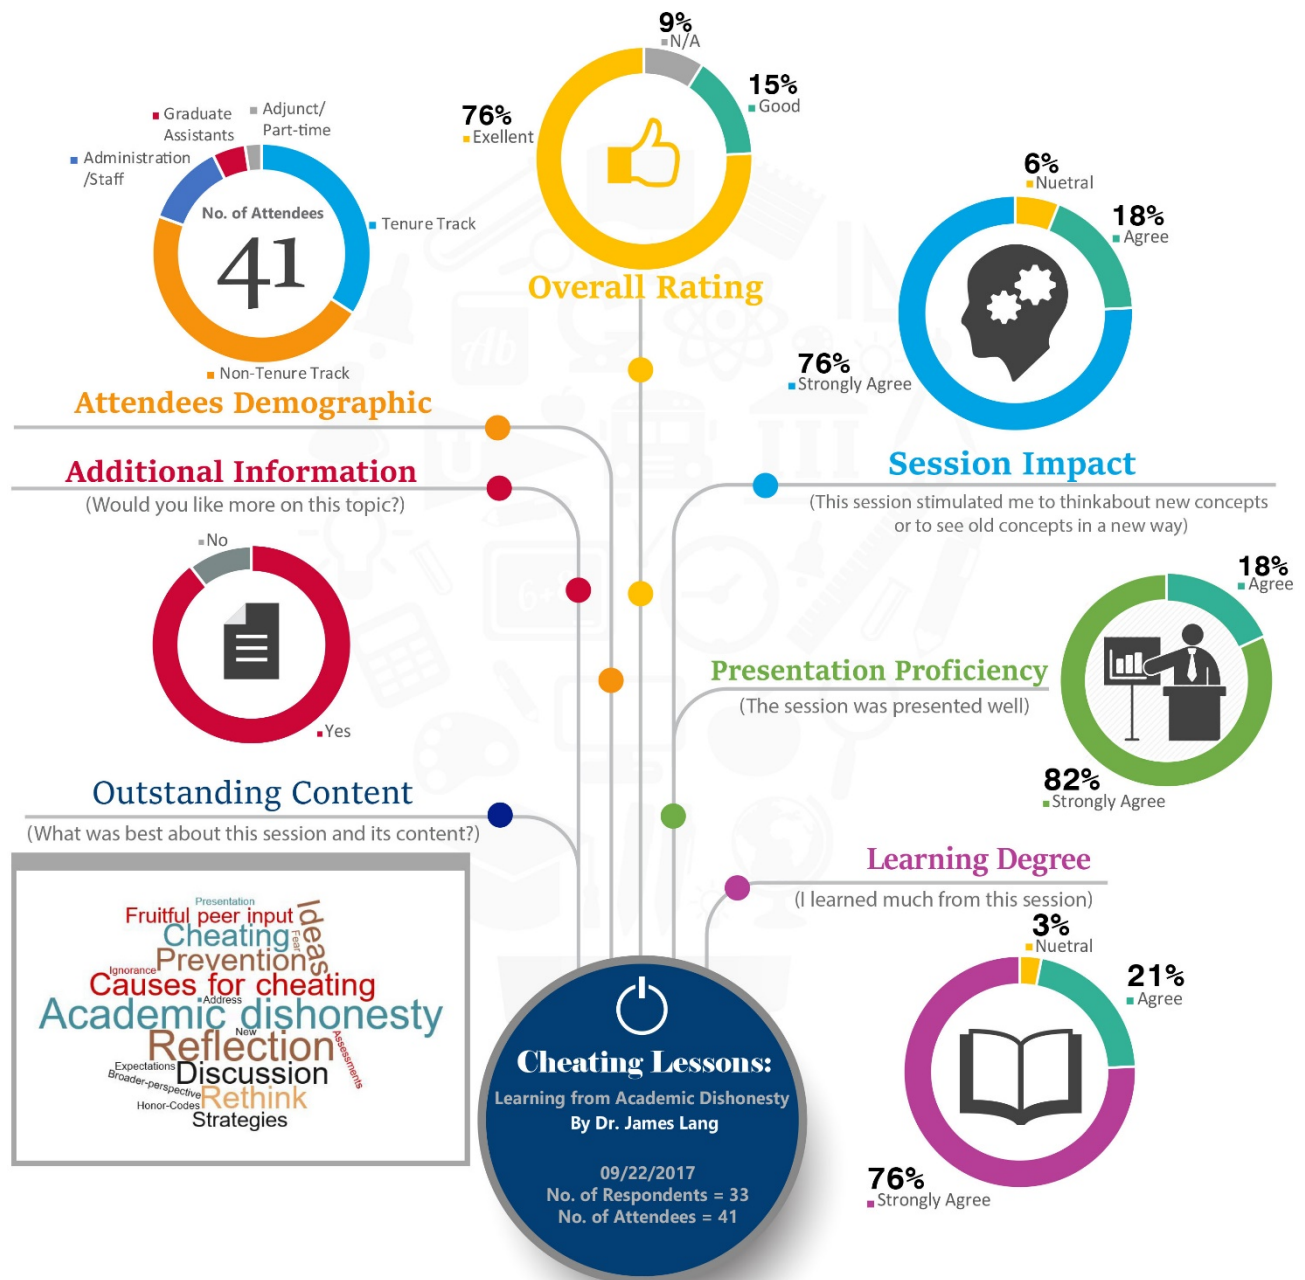 9%
N/A
15%
Good
76%
Exellent
Overall Rating
Graduate
Assistants
Adjunct/
Part-time
Administration
/Staff
No. of Attendees
41
Tenure Track
Non-Tenure Track
Attendees Demographic
6%
Nuetral
18%
Agree
76%
Strongly Agree
Session Impact
(This session stimulated me to thinkabout new concepts
or to see old concepts in a new way)
Additional Information
(Would you like more on this topic?)
No
Yes
18%
Agree
Presentation Proficiency
(The session was presented well)
82%
Strongly Agree
Outstanding Content
(What was best about this session and its content?)
Presentation
Fruitful peer input
Ideas
Cheating
Fear
Prevention
Ignorance
Causes for cheating
Address
Academic dishonesty
New
Reflection
Assessments
Expectations
Discussion
Broader-perspective
Rethink
Honor-Codes
Strategies
Learning Degree
(I learned much from this session)
3%
Nuetral
21%
Agree
76%
Strongly Agree
Cheating Lessons:
Learning from Academic Dishonesty
By Dr. James Lang
09/22/2017
No. of Respondents = 33
No. of Attendees = 41
Ab
U